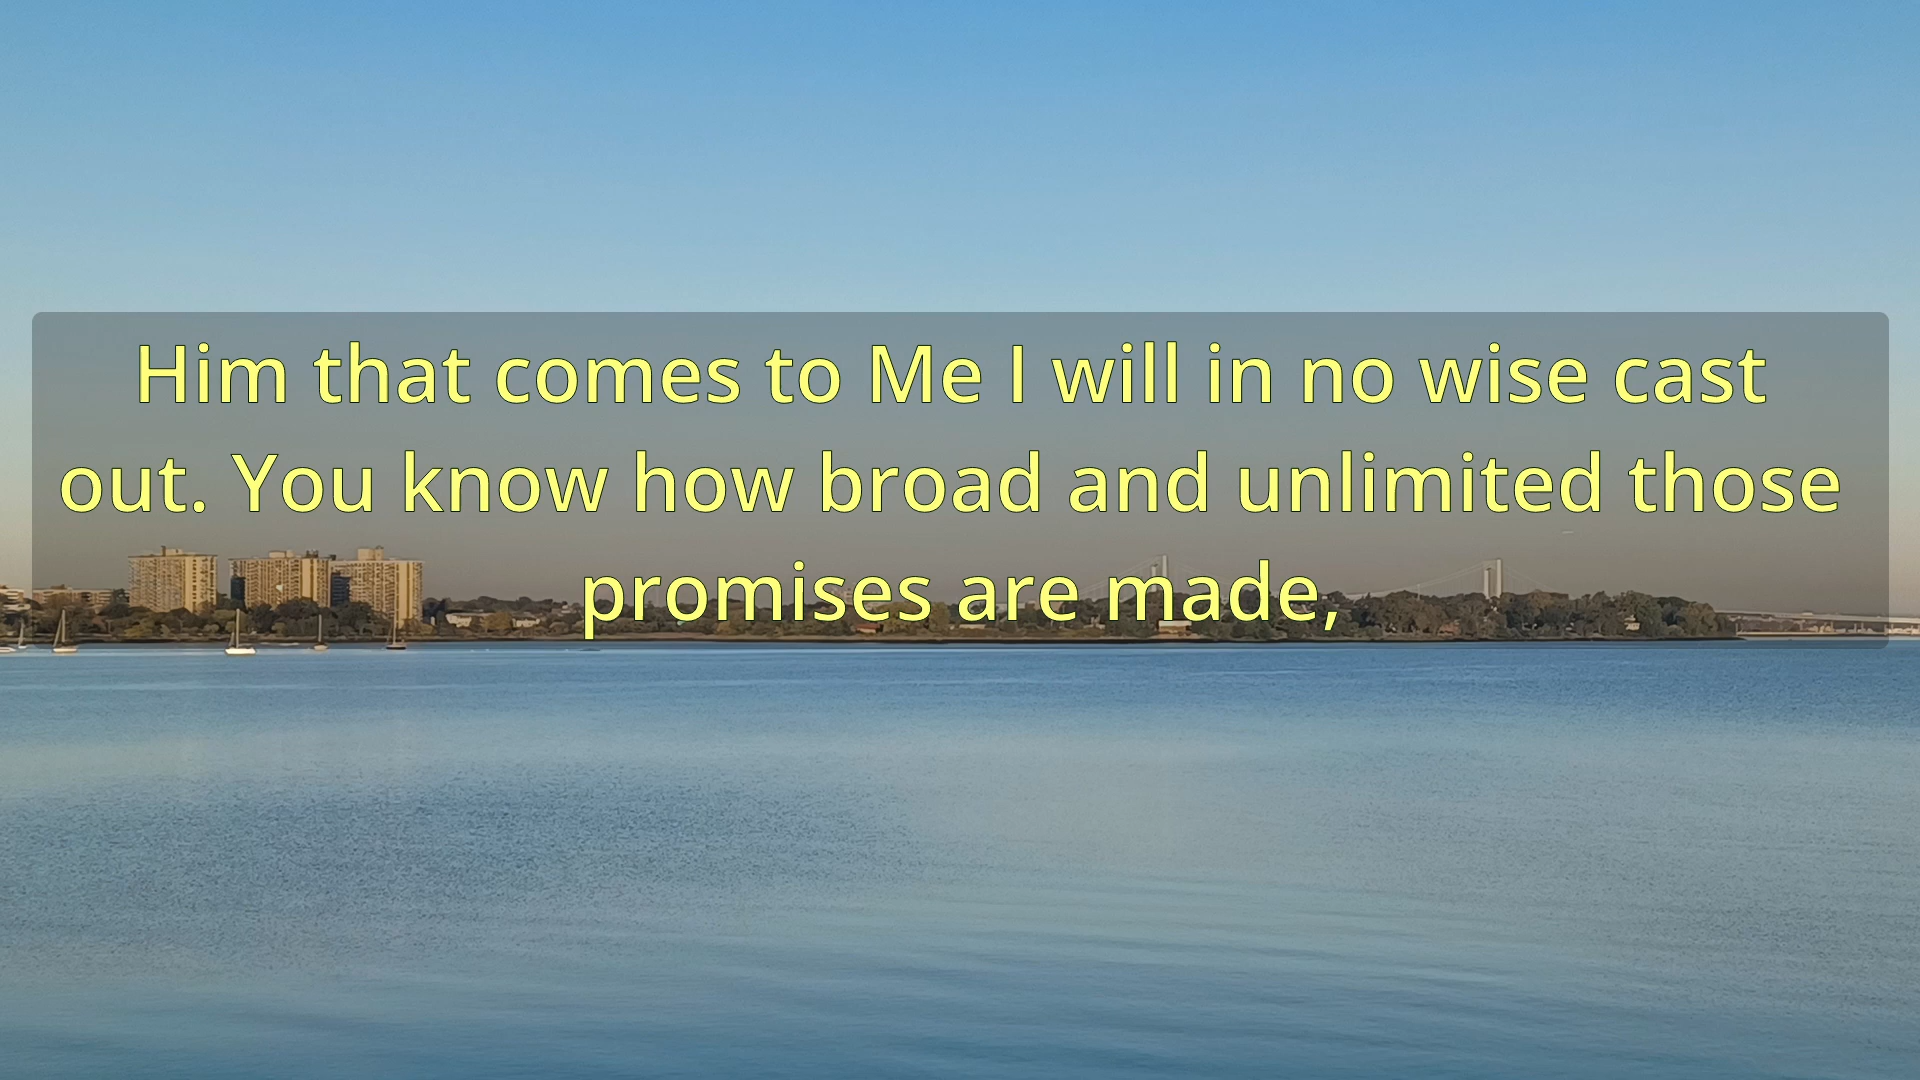 Him that comes to Me I will in no wise cast
out. You know how broad and unlimited those
promises are made,